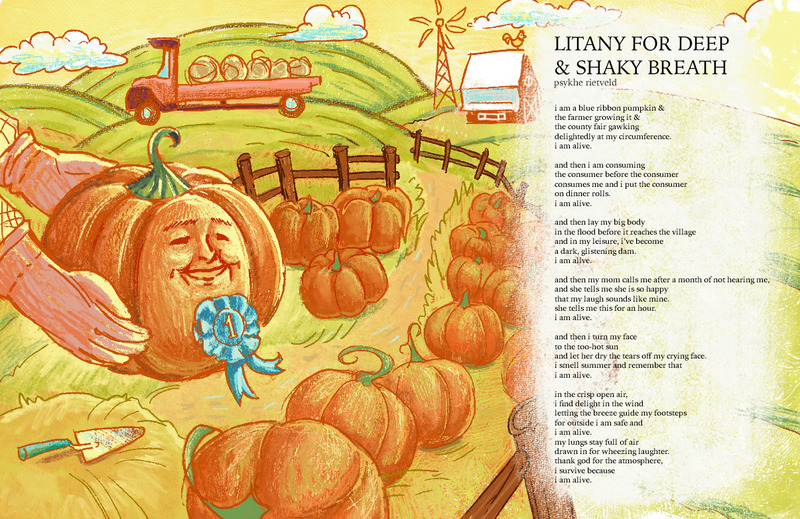 LITANY FOR DEEP
& SHAKY BREATH
psykhe rietveld
i am a blue ribbon pumpkin &
the farmer growing it &
the county fair gawking
delightedly at my circumference.
i am alive.
and then i am consuming
the consumer before the consumer
consumes me and i put the consumer
on dinner rolls.
i am alive.
and then lay my big body
in the flood before it reaches the village
and in my leisure, i've become
a dark, glistening dam.
i am alive.
and then my mom calls me after a month of not hearing me,
and she tells me she is so happy
that my laugh sounds like mine.
she tells me this for an hour.
i am alive.
and then i turn my face
to the too-hot sun
and let her dry the tears off my crying face.
i smell summer and remember that
i am alive.
in the crisp open air,
i find delight in the wind
letting the breeze guide my footsteps
for outside i am safe and
i am alive.
my lungs stay full of air
drawn in for wheezing laughter.
thank god for the atmosphere,
i survive because
i am alive.
1